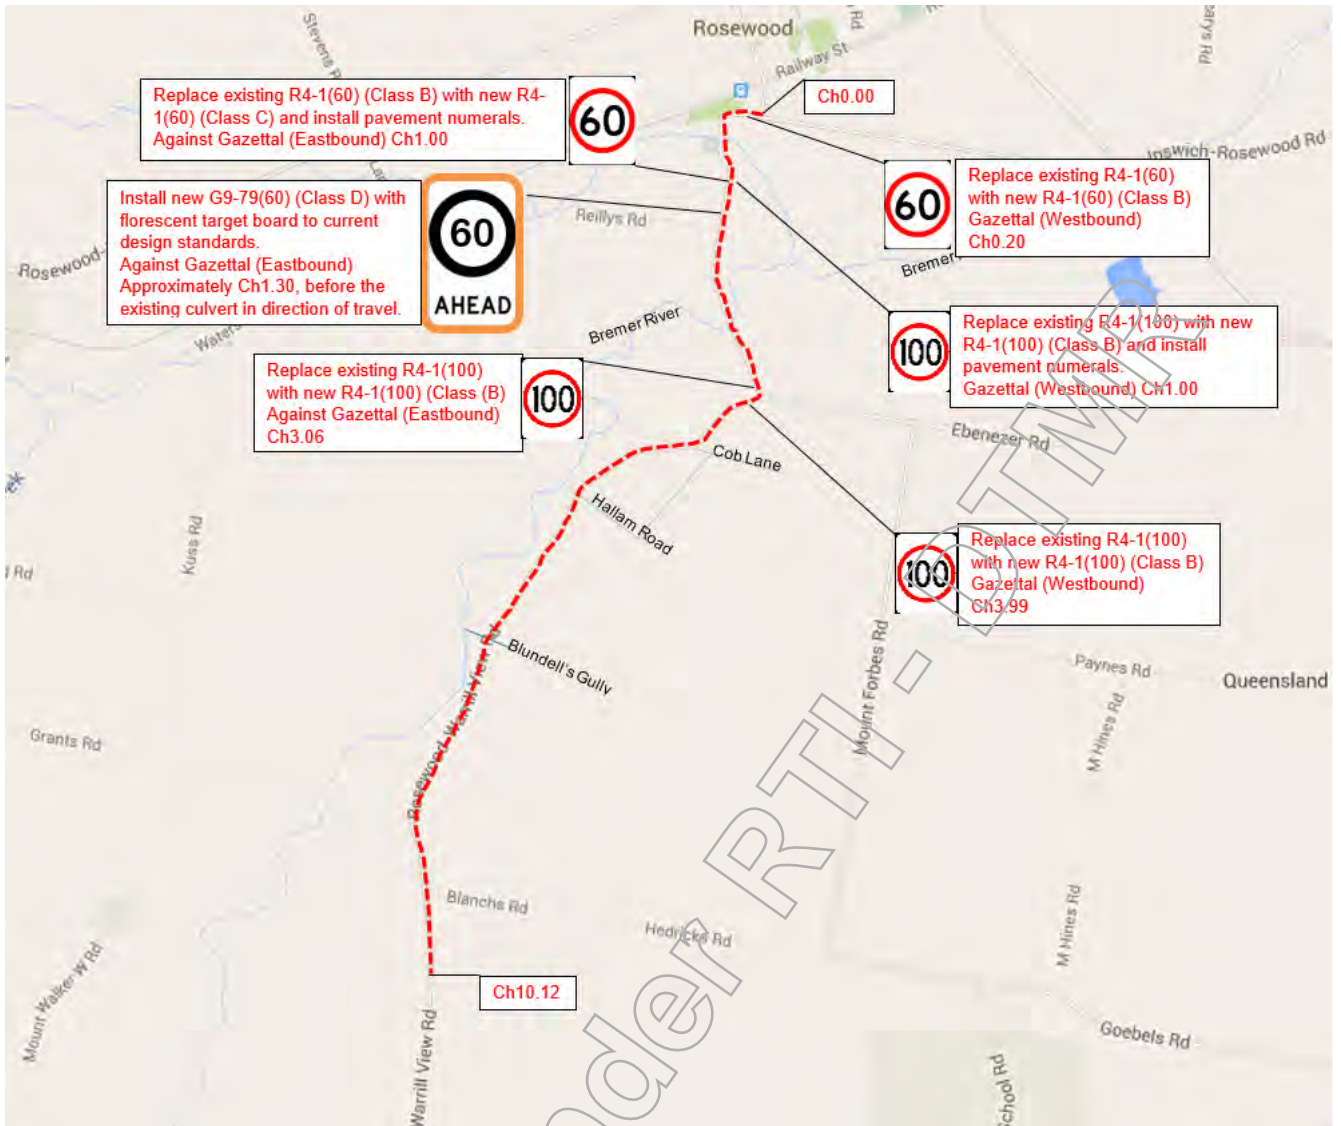 Rosewood
Railway St
Ch0.00
Replace existing R4-1(60) (Class B) with new R4-
1(60) (Class C) and install pavement numerals.
Against Gazettal (Eastbound) Ch1.00
60
Ipswich-Rosewood Rd
Replace existing R4-1(60)
with new R4-1(60) (Class B)
Gazettal (Westbound)
Ch0.20
60
Install new G9-79(60) (Class D) with
florescent target board to current
design standards.
Against Gazettal (Eastbound)
Approximately Ch1.30, before the
existing culvert in direction of travel.
60
AHEAD
Reillys Rd
Rosewood-
Bremer
Waters
Bremer River
Replace existing R4-1(100) with new
R4-1(100) (Class B) and install
pavement numerals.
Gazettal (Westbound) Ch1.00
100
Replace existing R4-1(100)
with new R4-1(100) (Class (B)
Against Gazettal (Eastbound)
Ch3.06
100
Ebenezer Rd
Cob Lane
Hallam Road
Kuss Rd
Replace existing R4-1(100)
with new R4-1(100) (Class B)
Gazettal (Westbound)
Ch3.99
100
Blundell's Gully
Mount Forbes Rd
Paynes Rd
Queensland
M Hines Rd
Grants Rd
Rosewood-Warrill View Rd
Blanchs Rd
Hedricks Rd
M Hines Rd
Mount Walker W Rd
Ch10.12
Warrill View Rd
Goebels Rd
School Rd
nder RTI - DTMR